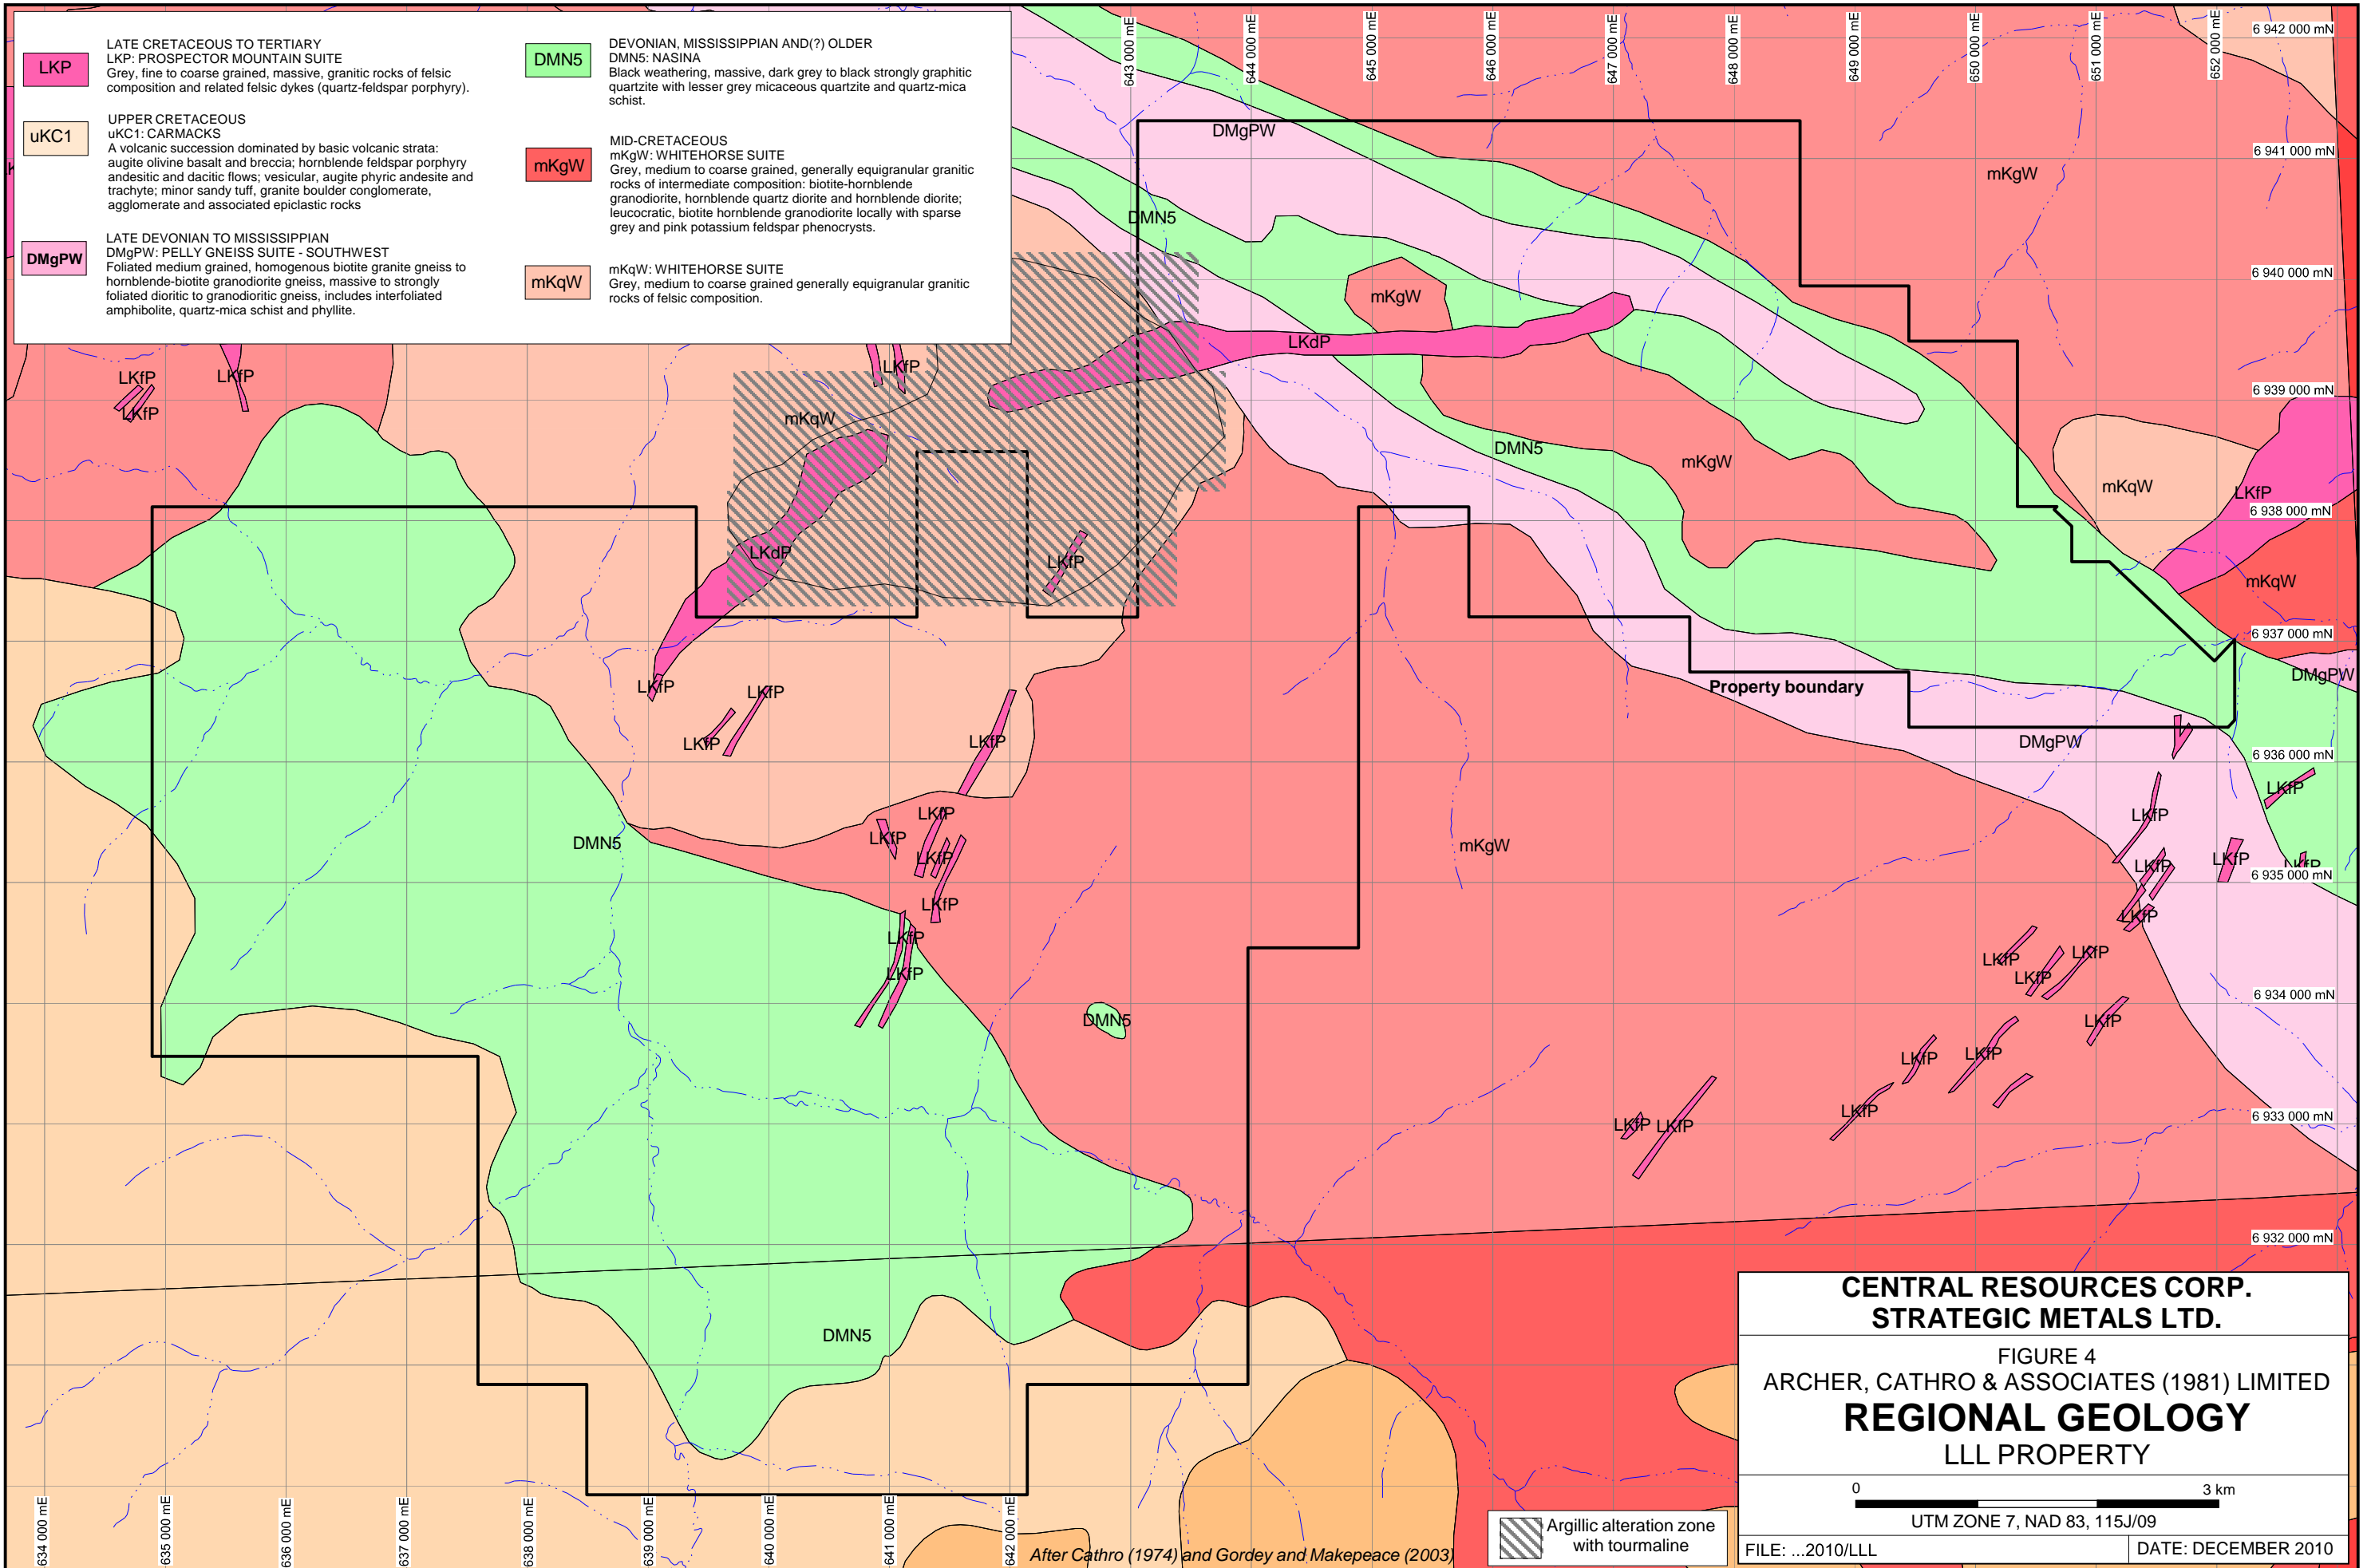 LKP
LATE CRETACEOUS TO TERTIARY
LKP: PROSPECTOR MOUNTAIN SUITE
Grey, fine to coarse grained, massive, granitic rocks of felsic
composition and related felsic dykes (quartz-feldspar porphyry).
uKC1
UPPER CRETACEOUS
uKC1: CARMACKS
A volcanic succession dominated by basic volcanic strata:
augite olivine basalt and breccia; hornblende feldspar porphyry
andesitic and dacitic flows; vesicular, augite phyric andesite and
trachyte; minor sandy tuff, granite boulder conglomerate,
agglomerate and associated epiclastic rocks
DMgPW
LATE DEVONIAN TO MISSISSIPPIAN
DMgPW: PELLY GNEISS SUITE - SOUTHWEST
Foliated medium grained, homogenous biotite granite gneiss to
hornblende-biotite granodiorite gneiss, massive to strongly
foliated dioritic to granodioritic gneiss, includes interfoliated
amphibolite, quartz-mica schist and phyllite.
DMN5
DEVONIAN, MISSISSIPPIAN AND(?) OLDER
DMN5: NASINA
Black weathering, massive, dark grey to black strongly graphitic
quartzite with lesser grey micaceous quartzite and quartz-mica
schist.
mKgW
MID-CRETACEOUS
mKgW: WHITEHORSE SUITE
Grey, medium to coarse grained, generally equigranular granitic
rocks of intermediate composition: biotite-hornblende
granodiorite, hornblende quartz diorite and hornblende diorite;
leucocratic, biotite hornblende granodiorite locally with sparse
grey and pink potassium feldspar phenocrysts.
mKqW
mKqW: WHITEHORSE SUITE
Grey, medium to coarse grained generally equigranular granitic
rocks of felsic composition.
643 000 mE
644 000 mE
645 000 mE
646 000 mE
647 000 mE
648 000 mE
649 000 mE
650 000 mE
651 000 mE
652 000 mE
6 942 000 mN
6 941 000 mN
6 940 000 mN
6 939 000 mN
6 938 000 mN
6 937 000 mN
6 936 000 mN
6 935 000 mN
6 934 000 mN
6 933 000 mN
6 932 000 mN
DMgPW
mKgW
DMN5
mKgW
LKdP
LKfP
LKfP
LKfP
LKfP
mKqW
DMN5
mKgW
mKqW
LKfP
LKdP
LKfP
mKqW
DMgPW
Property boundary
LKfP
LKfP
LKfP
LKfP
DMgPW
LKfP
LKfP
LKfP
LKfP
DMN5
mKgW
LKfP
LKfP
LKfP
LKfP
LKfP
LKfP
LKfP
LKfP
LKfP
LKfP
LKfP
LKfP
DMN5
LKfP
LKfP
LKfP
LKfP
LKfP
LKfP
DMN5
634 000 mE
635 000 mE
636 000 mE
637 000 mE
638 000 mE
639 000 mE
640 000 mE
641 000 mE
642 000 mE
After Cathro (1974) and Gordey and Makepeace (2003)
Argillic alteration zone
with tourmaline
CENTRAL RESOURCES CORP.
STRATEGIC METALS LTD.
FIGURE 4
ARCHER, CATHRO & ASSOCIATES (1981) LIMITED
REGIONAL GEOLOGY
LLL PROPERTY
0 3 km
UTM ZONE 7, NAD 83, 115J/09
FILE: ...2010/LLL
DATE: DECEMBER 2010